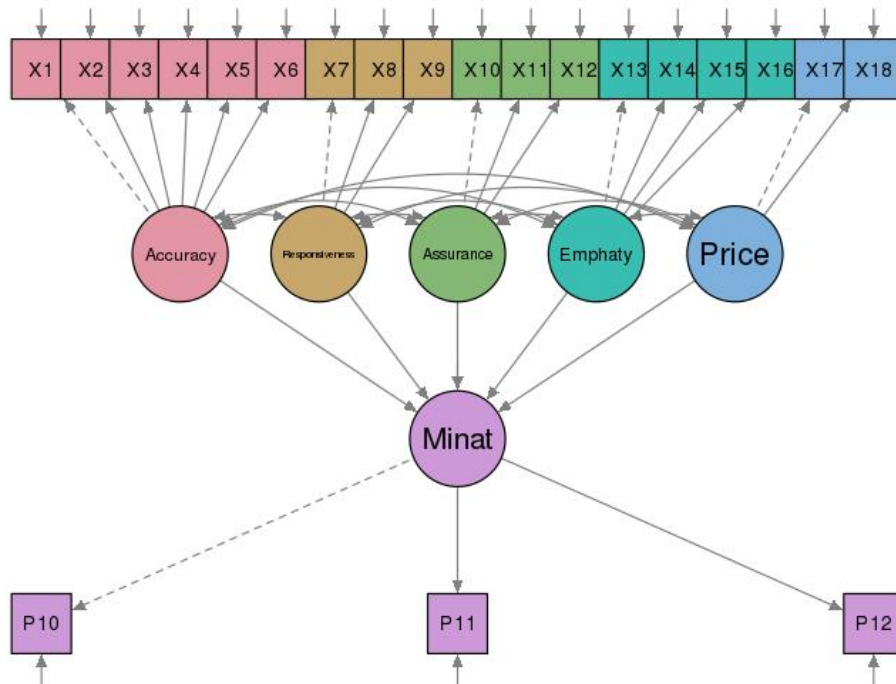 X1 X2 X3 X4 X5 X6 X7 X8 X9 X10 X11 X12 X13 X14 X15 X16 X17 X18
Accuracy Responsiveness Assurance Emphaty Price
Minat
P10 P11 P12